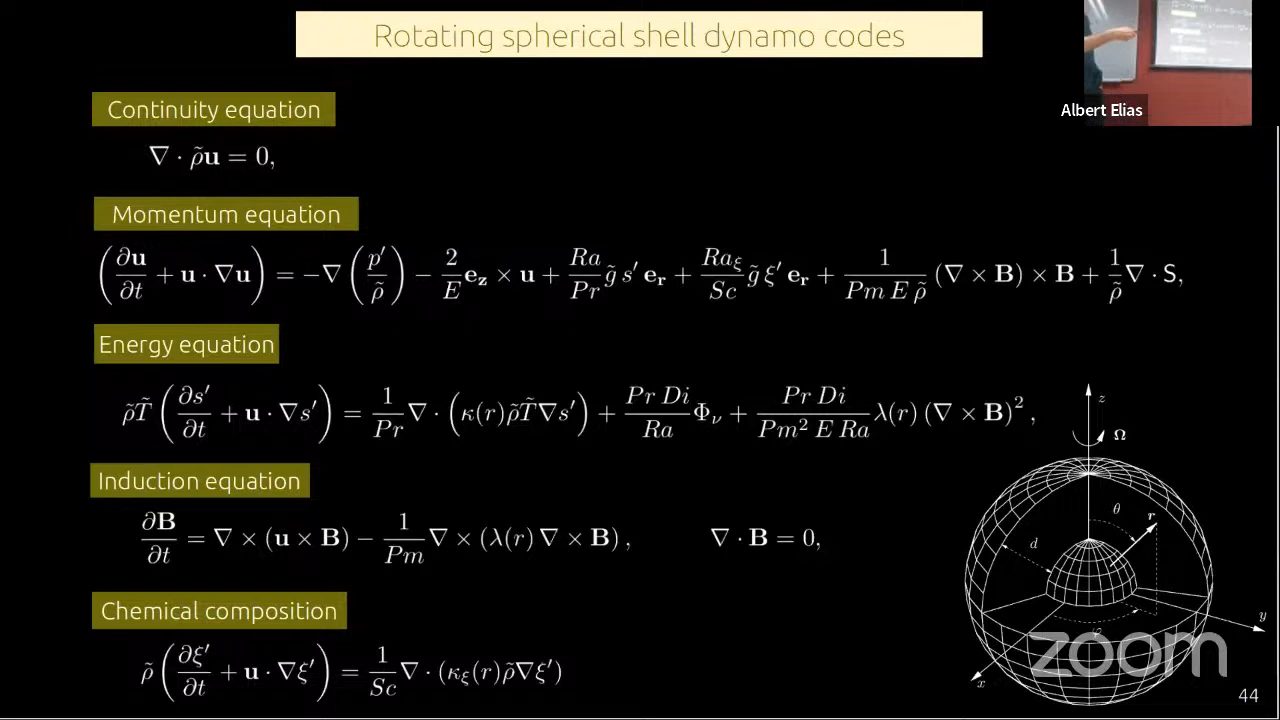 Rotating spherical shell dynamo codes
Albert Elias
Continuity equation
∇ · ρ̃u = 0,
Momentum equation
(∂u/∂t + u · ∇u) = −∇(p′/ρ̃) − 2/E e_z × u + Ra/Pr g̃ s′ e_r + Ra_ξ/Sc g̃ ξ′ e_r + 1/(Pm E ρ̃) (∇ × B) × B + 1/ρ̃ ∇ · S,
Energy equation
ρ̃T̃ (∂s′/∂t + u · ∇s′) = 1/Pr ∇ · (κ(r)ρ̃T̃∇s′) + Pr Di/Ra Φ_ν + Pr Di/(Pm² E Ra) λ(r) (∇ × B)²,
Induction equation
∂B/∂t = ∇ × (u × B) − 1/Pm ∇ × (λ(r) ∇ × B), ∇ · B = 0,
Chemical composition
ρ̃ (∂ξ′/∂t + u · ∇ξ′) = 1/Sc ∇ · (κ_ξ(r)ρ̃∇ξ′)
z
Ω
θ
r
d
y
φ
x
zoom
44